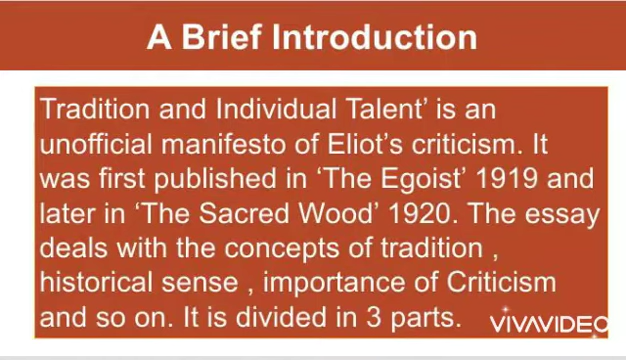 A Brief Introduction
Tradition and Individual Talent’ is an
unofficial manifesto of Eliot’s criticism. It
was first published in ‘The Egoist’ 1919 and
later in ‘The Sacred Wood’ 1920. The essay
deals with the concepts of tradition ,
historical sense , importance of Criticism
and so on. It is divided in 3 parts.
VIVAVIDEO